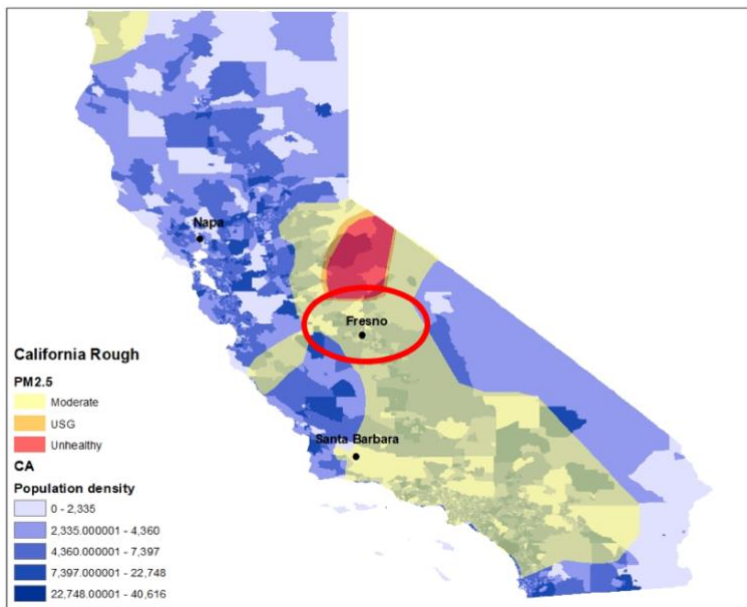 Napa
Fresno
Santa Barbara
California Rough
PM2.5
Moderate
USG
Unhealthy
CA
Population density
0 - 2,335
2,335.000001 - 4,360
4,360.000001 - 7,397
7,397.000001 - 22,748
22,748.00001 - 40,616